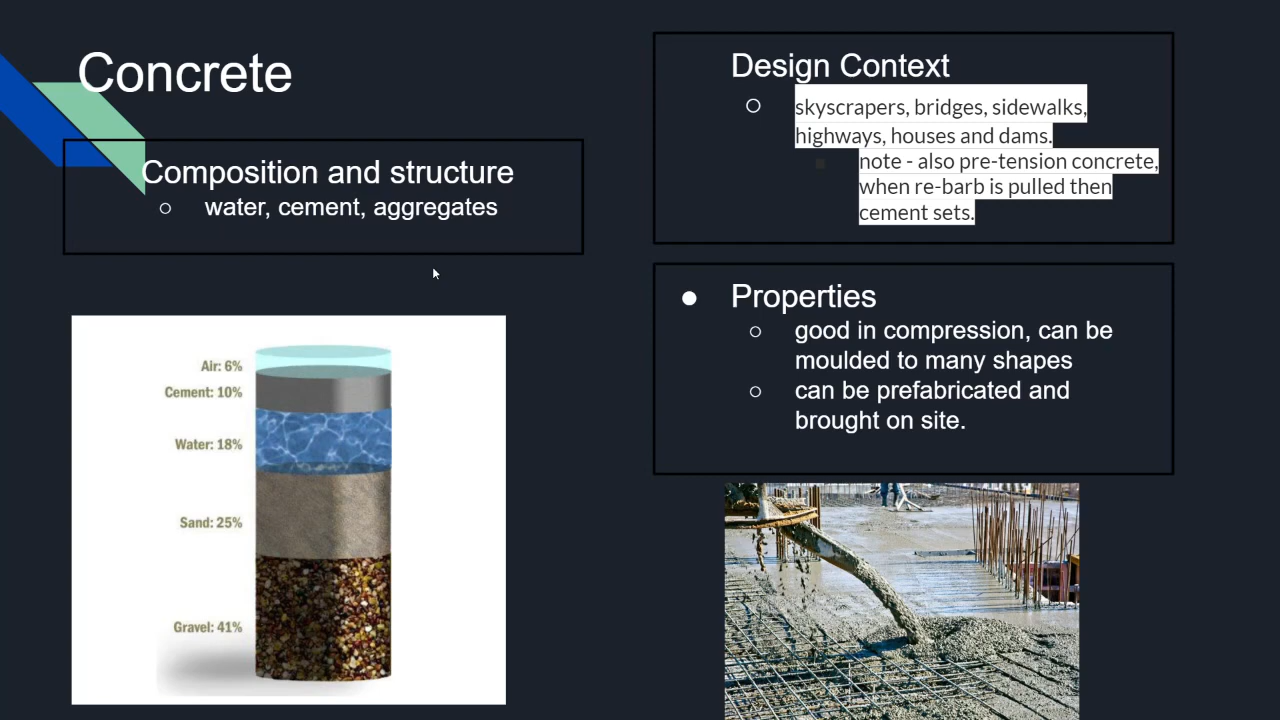 Concrete
Composition and structure
water, cement, aggregates
Air: 6%
Cement: 10%
Water: 18%
Sand: 25%
Gravel: 41%
Design Context
skyscrapers, bridges, sidewalks,
highways, houses and dams.
note - also pre-tension concrete,
when re-barb is pulled then
cement sets.
Properties
good in compression, can be
moulded to many shapes
can be prefabricated and
brought on site.